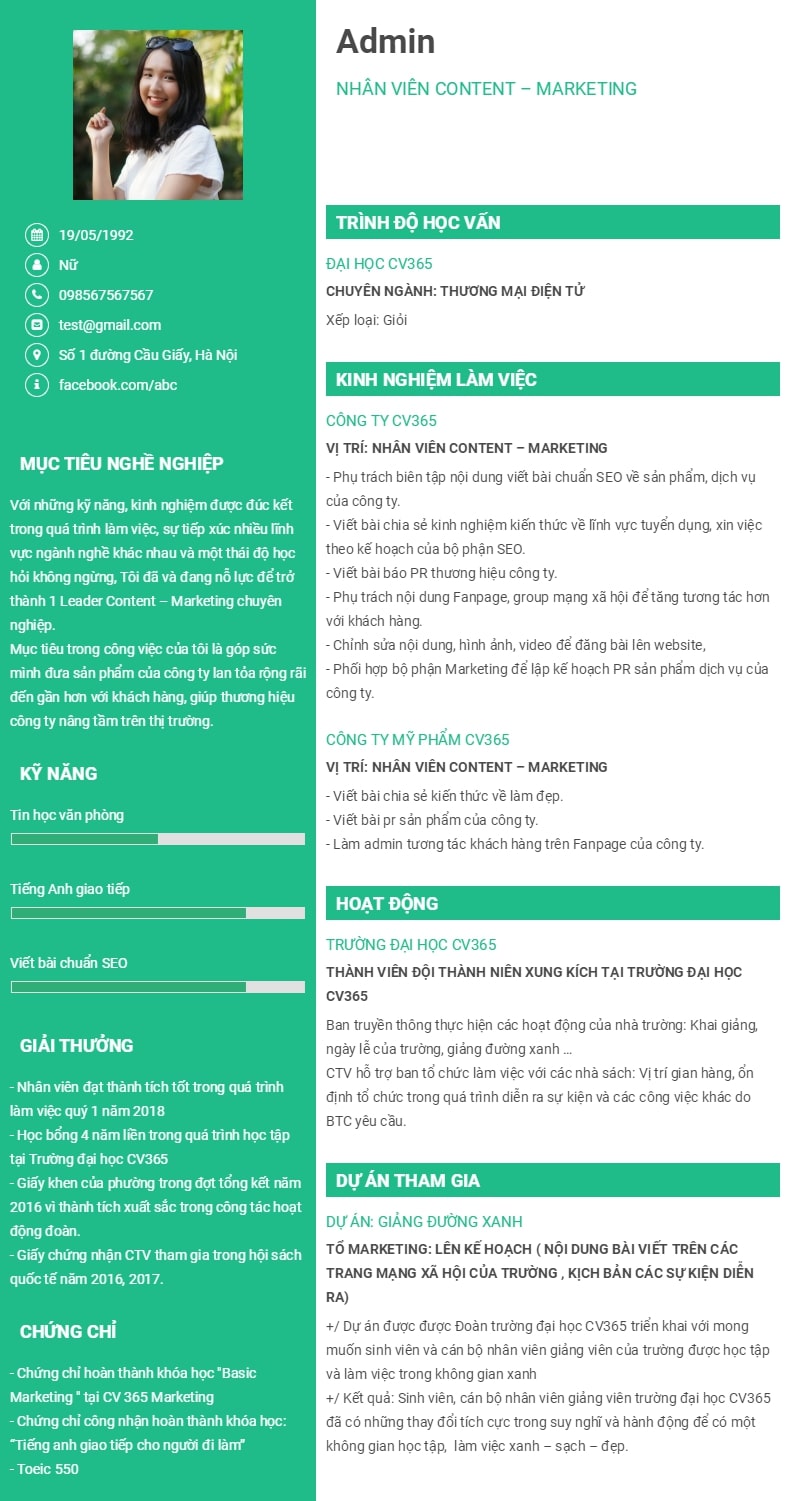 Admin
NHÂN VIÊN CONTENT – MARKETING
19/05/1992
Nữ
098567567567
test@gmail.com
Số 1 đường Cầu Giấy, Hà Nội
facebook.com/abc
MỤC TIÊU NGHỀ NGHIỆP
Với những kỹ năng, kinh nghiệm được đúc kết
trong quá trình làm việc, sự tiếp xúc nhiều lĩnh
vực ngành nghề khác nhau và một thái độ học
hỏi không ngừng, Tôi đã và đang nỗ lực để trở
thành 1 Leader Content – Marketing chuyên
nghiệp.
Mục tiêu trong công việc của tôi là góp sức
mình đưa sản phẩm của công ty lan tỏa rộng rãi
đến gần hơn với khách hàng, giúp thương hiệu
công ty nâng tầm trên thị trường.
KỸ NĂNG
Tin học văn phòng
Tiếng Anh giao tiếp
Viết bài chuẩn SEO
GIẢI THƯỞNG
- Nhân viên đạt thành tích tốt trong quá trình
làm việc quý 1 năm 2018
- Học bổng 4 năm liền trong quá trình học tập
tại Trường đại học CV365
- Giấy khen của phường trong đợt tổng kết năm
2016 vì thành tích xuất sắc trong công tác hoạt
động đoàn.
- Giấy chứng nhận CTV tham gia trong hội sách
quốc tế năm 2016, 2017.
CHỨNG CHỈ
- Chứng chỉ hoàn thành khóa học "Basic
Marketing " tại CV 365 Marketing
- Chứng chỉ công nhận hoàn thành khóa học:
“Tiếng anh giao tiếp cho người đi làm”
- Toeic 550
TRÌNH ĐỘ HỌC VẤN
ĐẠI HỌC CV365
CHUYÊN NGÀNH: THƯƠNG MẠI ĐIỆN TỬ
Xếp loại: Giỏi
KINH NGHIỆM LÀM VIỆC
CÔNG TY CV365
VỊ TRÍ: NHÂN VIÊN CONTENT – MARKETING
- Phụ trách biên tập nội dung viết bài chuẩn SEO về sản phẩm, dịch vụ
của công ty.
- Viết bài chia sẻ kinh nghiệm kiến thức về lĩnh vực tuyển dụng, xin việc
theo kế hoạch của bộ phận SEO.
- Viết bài báo PR thương hiệu công ty.
- Phụ trách nội dung Fanpage, group mạng xã hội để tăng tương tác hơn
với khách hàng.
- Chỉnh sửa nội dung, hình ảnh, video để đăng bài lên website,
- Phối hợp bộ phận Marketing để lập kế hoạch PR sản phẩm dịch vụ của
công ty.
CÔNG TY MỸ PHẨM CV365
VỊ TRÍ: NHÂN VIÊN CONTENT – MARKETING
- Viết bài chia sẻ kiến thức về làm đẹp.
- Viết bài pr sản phẩm của công ty.
- Làm admin tương tác khách hàng trên Fanpage của công ty.
HOẠT ĐỘNG
TRƯỜNG ĐẠI HỌC CV365
THÀNH VIÊN ĐỘI THÀNH NIÊN XUNG KÍCH TẠI TRƯỜNG ĐẠI HỌC
CV365
Ban truyền thông thực hiện các hoạt động của nhà trường: Khai giảng,
ngày lễ của trường, giảng đường xanh ...
CTV hỗ trợ ban tổ chức làm việc với các nhà sách: Vị trí gian hàng, ổn
định tổ chức trong quá trình diễn ra sự kiện và các công việc khác do
BTC yêu cầu.
DỰ ÁN THAM GIA
DỰ ÁN: GIẢNG ĐƯỜNG XANH
TỔ MARKETING: LÊN KẾ HOẠCH ( NỘI DUNG BÀI VIẾT TRÊN CÁC
TRANG MẠNG XÃ HỘI CỦA TRƯỜNG , KỊCH BẢN CÁC SỰ KIỆN DIỄN
RA)
+/ Dự án được được Đoàn trường đại học CV365 triển khai với mong
muốn sinh viên và cán bộ nhân viên giảng viên của trường được học tập
và làm việc trong không gian xanh
+/ Kết quả: Sinh viên, cán bộ nhân viên giảng viên trường đại học CV365
đã có những thay đổi tích cực trong suy nghĩ và hành động để có một
không gian học tập, làm việc xanh – sạch – đẹp.